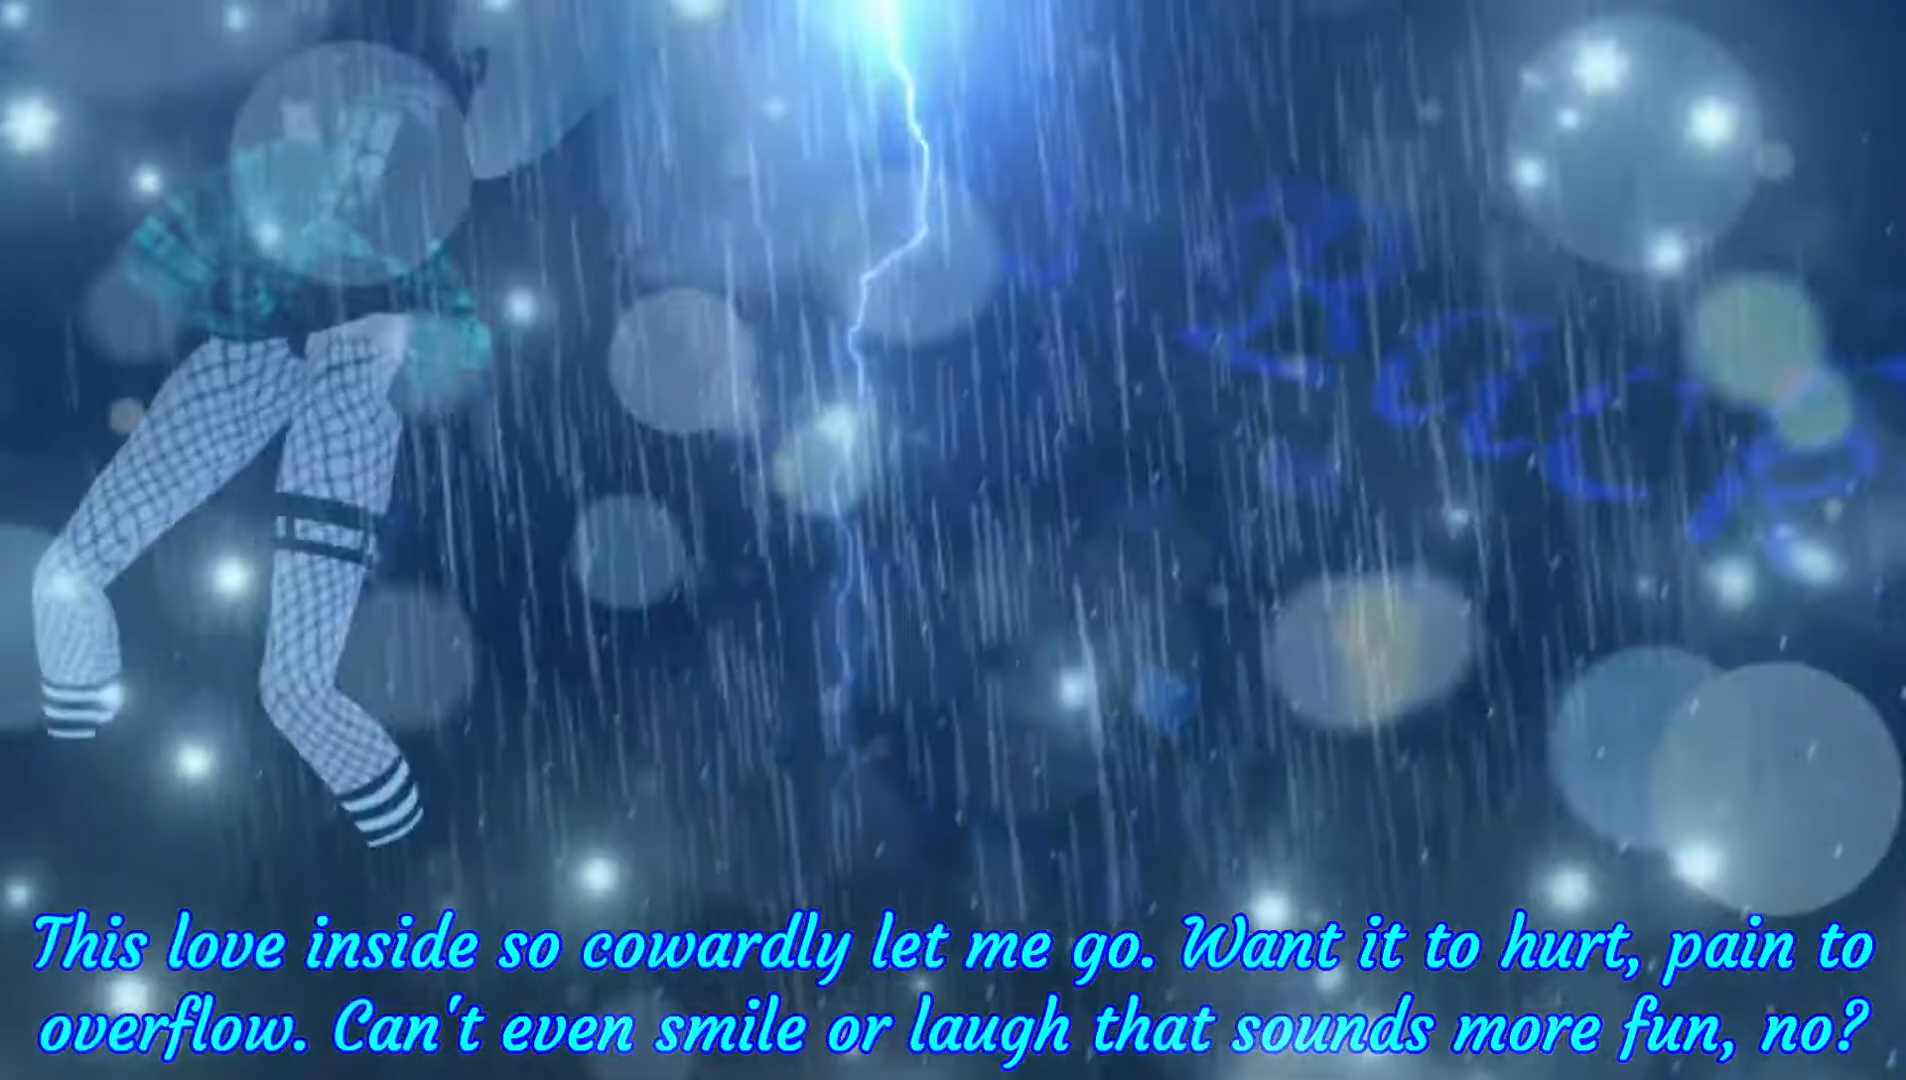 This love inside so cowardly let me go. Want it to hurt, pain to
overflow. Can't even smile or laugh that sounds more fun, no?